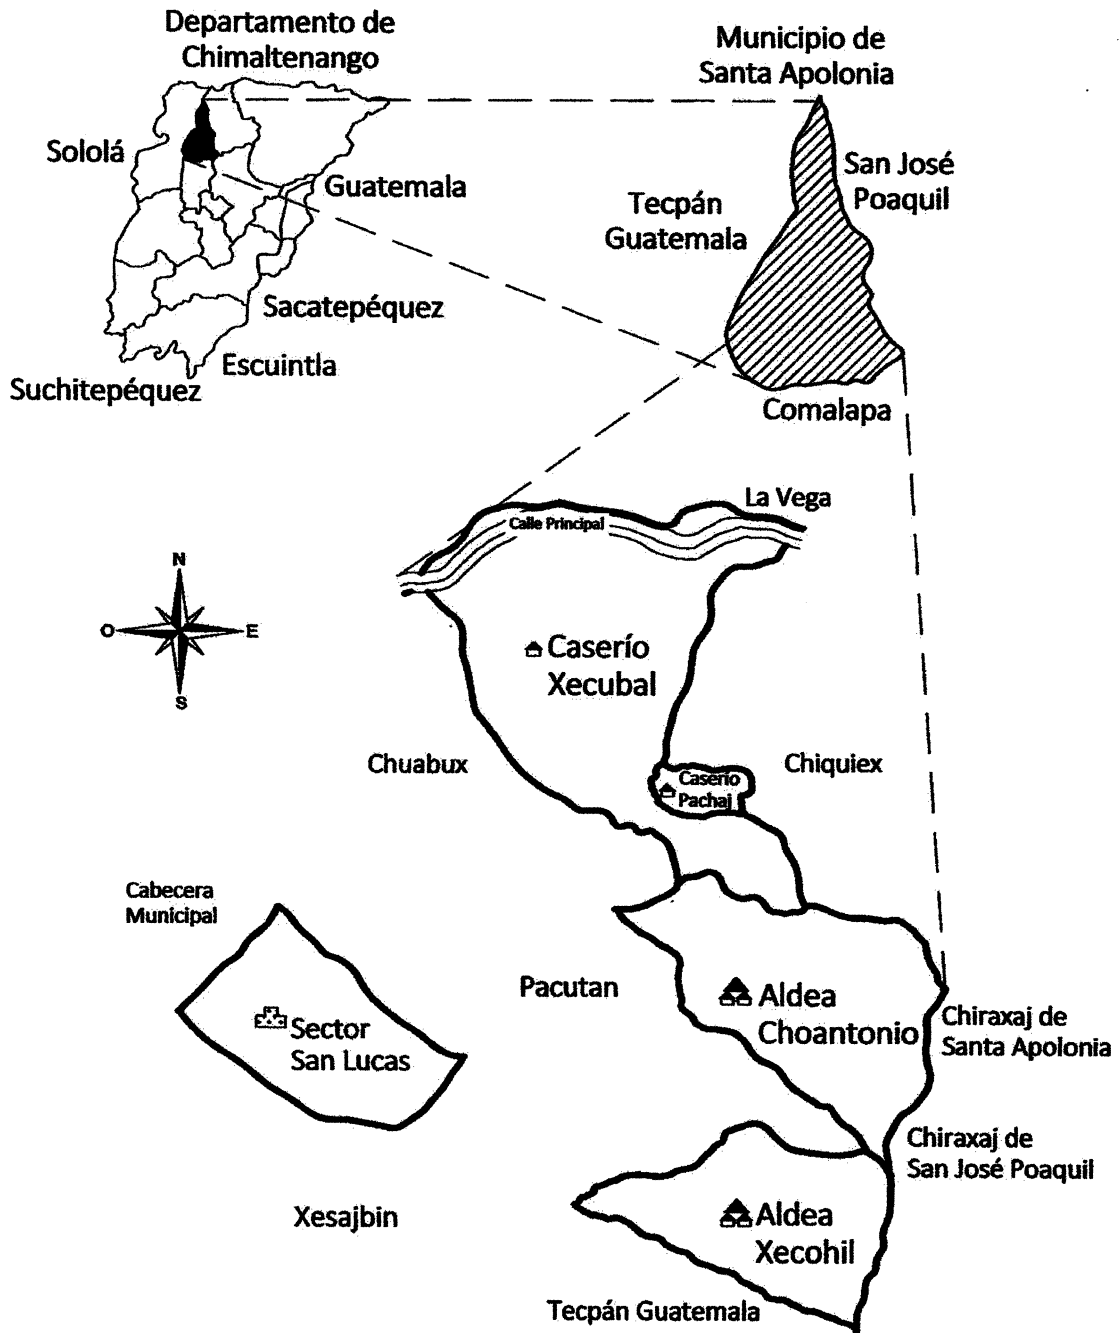 Departamento de
Chimaltenango
Municipio de
Santa Apolonia
Sololá
Guatemala
San José
Poaquil
Tecpán
Guatemala
Sacatepéquez
Escuintla
Suchitepéquez
Comalapa
La Vega
Calle Principal
N
O
E
S
Caserío
Xecubal
Chuabux
Chiquiex
Caserío
Pachaj
Cabecera
Municipal
Pacutan
Aldea
Choantonio
Chiraxaj de
Santa Apolonia
Sector
San Lucas
Chiraxaj de
San José Poaquil
Xesajbin
Aldea
Xecohil
Tecpán Guatemala